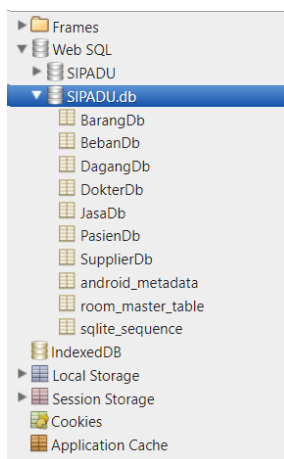 Frames
Web SQL
SIPADU
SIPADU.db
BarangDb
BebanDb
DagangDb
DokterDb
JasaDb
PasienDb
SupplierDb
android_metadata
room_master_table
sqlite_sequence
IndexedDB
Local Storage
Session Storage
Cookies
Application Cache